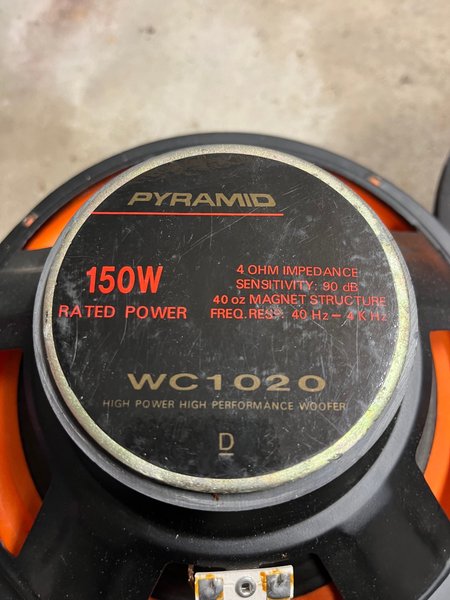 PYRAMID
150W
RATED POWER
4 OHM IMPEDANCE
SENSITIVITY: 90 dB
40 oz MAGNET STRUCTURE
FREQ. RESP: 40 Hz – 4 K Hz
WC1020
HIGH POWER HIGH PERFORMANCE WOOFER
D